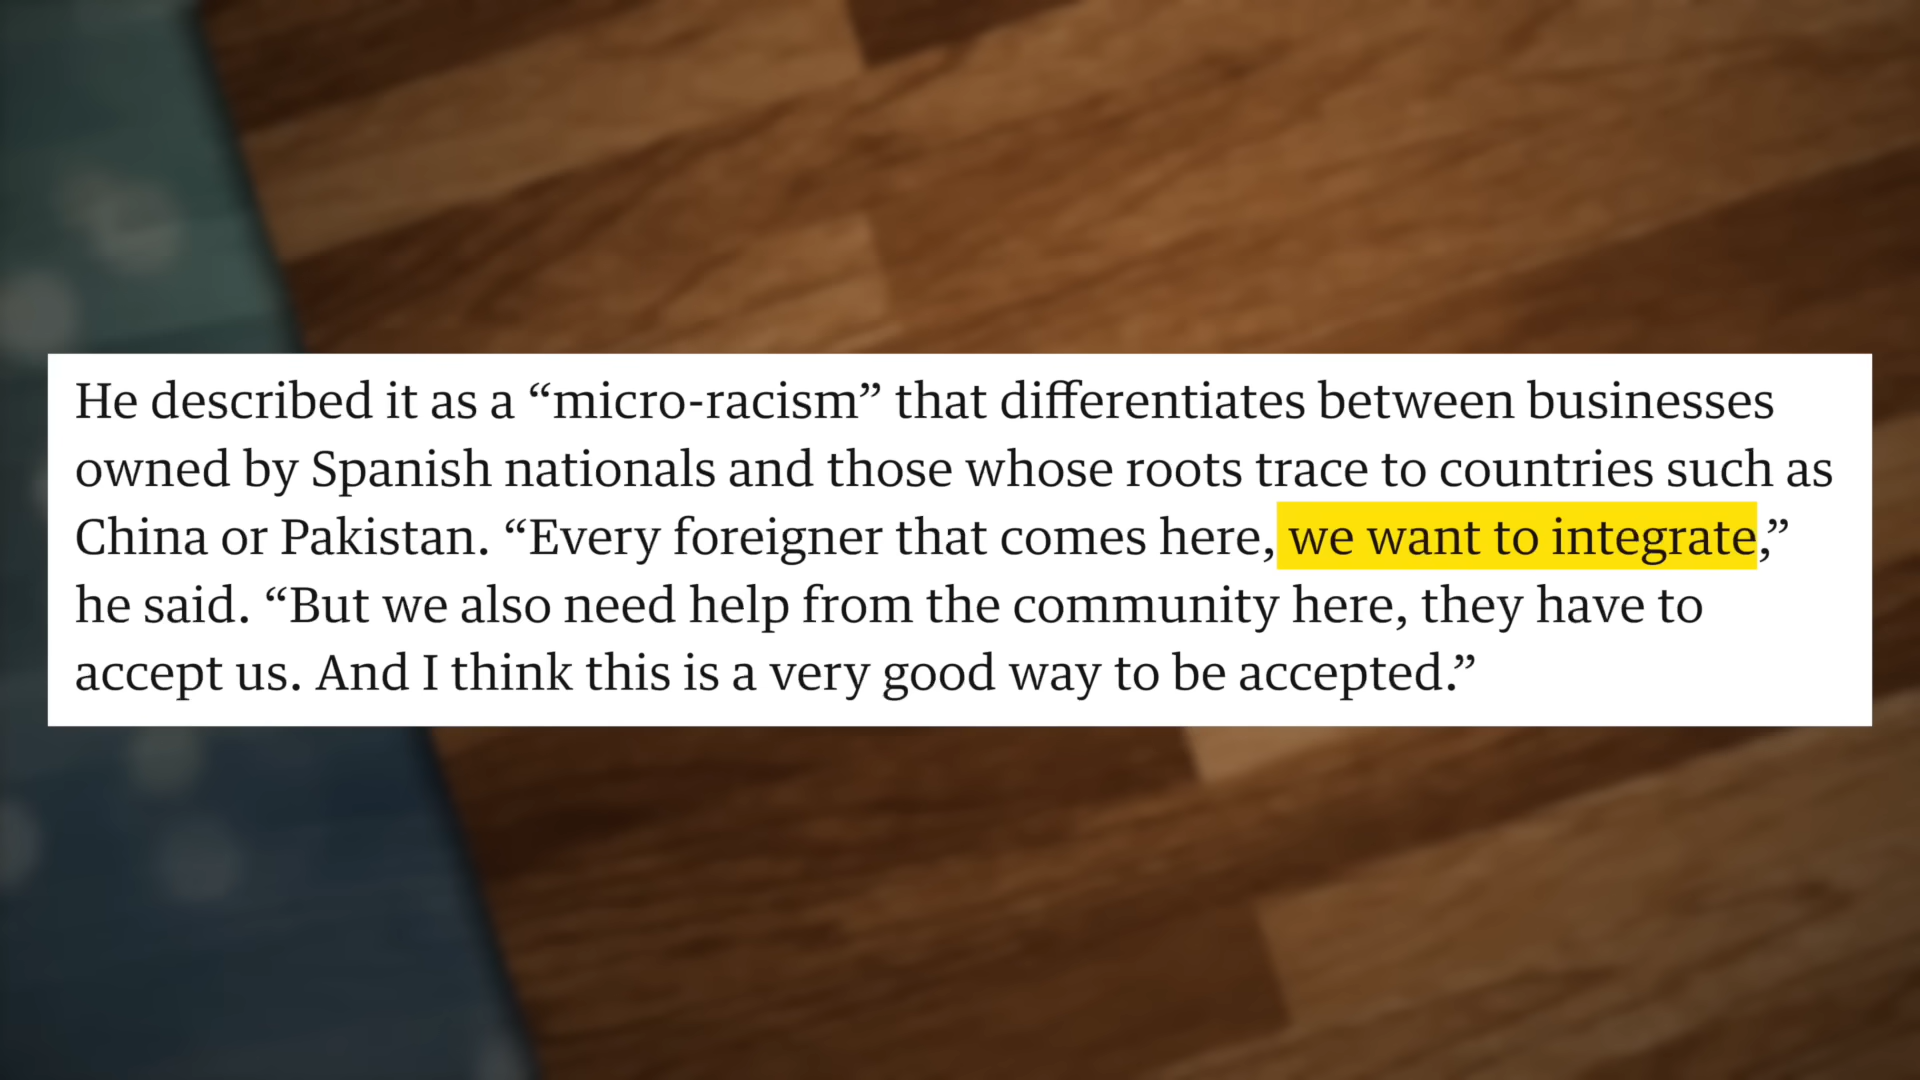 He described it as a “micro-racism” that differentiates between businesses
owned by Spanish nationals and those whose roots trace to countries such as
China or Pakistan. “Every foreigner that comes here, we want to integrate,”
he said. “But we also need help from the community here, they have to
accept us. And I think this is a very good way to be accepted.”